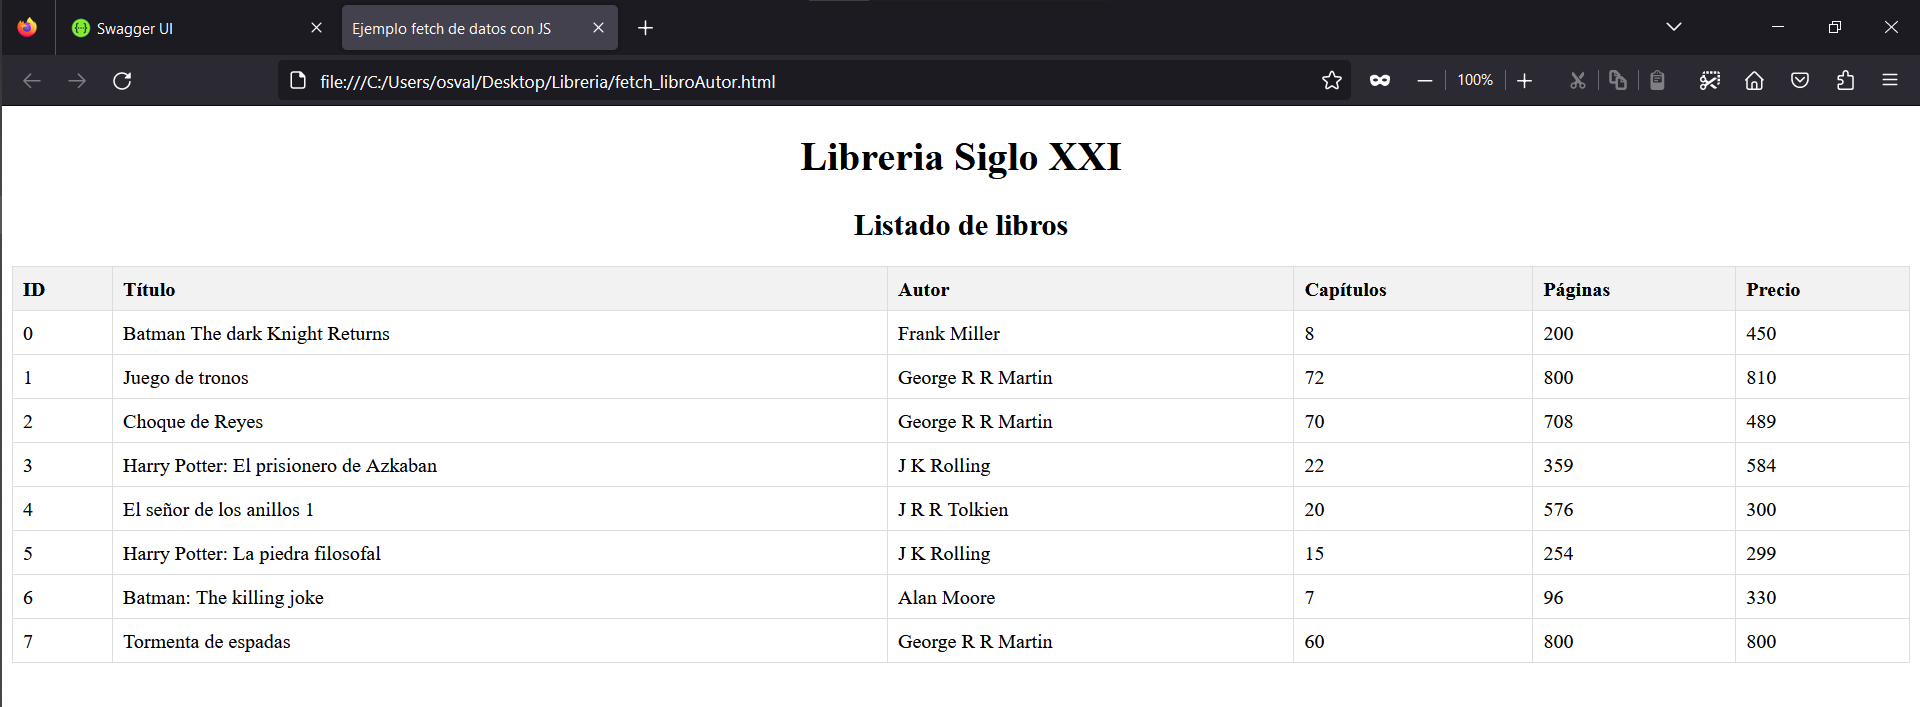 Swagger UI
Ejemplo fetch de datos con JS
file:///C:/Users/osval/Desktop/Libreria/fetch_libroAutor.html
100%
Libreria Siglo XXI
Listado de libros
ID Título Autor Capítulos Páginas Precio
0 Batman The dark Knight Returns Frank Miller 8 200 450
1 Juego de tronos George R R Martin 72 800 810
2 Choque de Reyes George R R Martin 70 708 489
3 Harry Potter: El prisionero de Azkaban J K Rolling 22 359 584
4 El señor de los anillos 1 J R R Tolkien 20 576 300
5 Harry Potter: La piedra filosofal J K Rolling 15 254 299
6 Batman: The killing joke Alan Moore 7 96 330
7 Tormenta de espadas George R R Martin 60 800 800